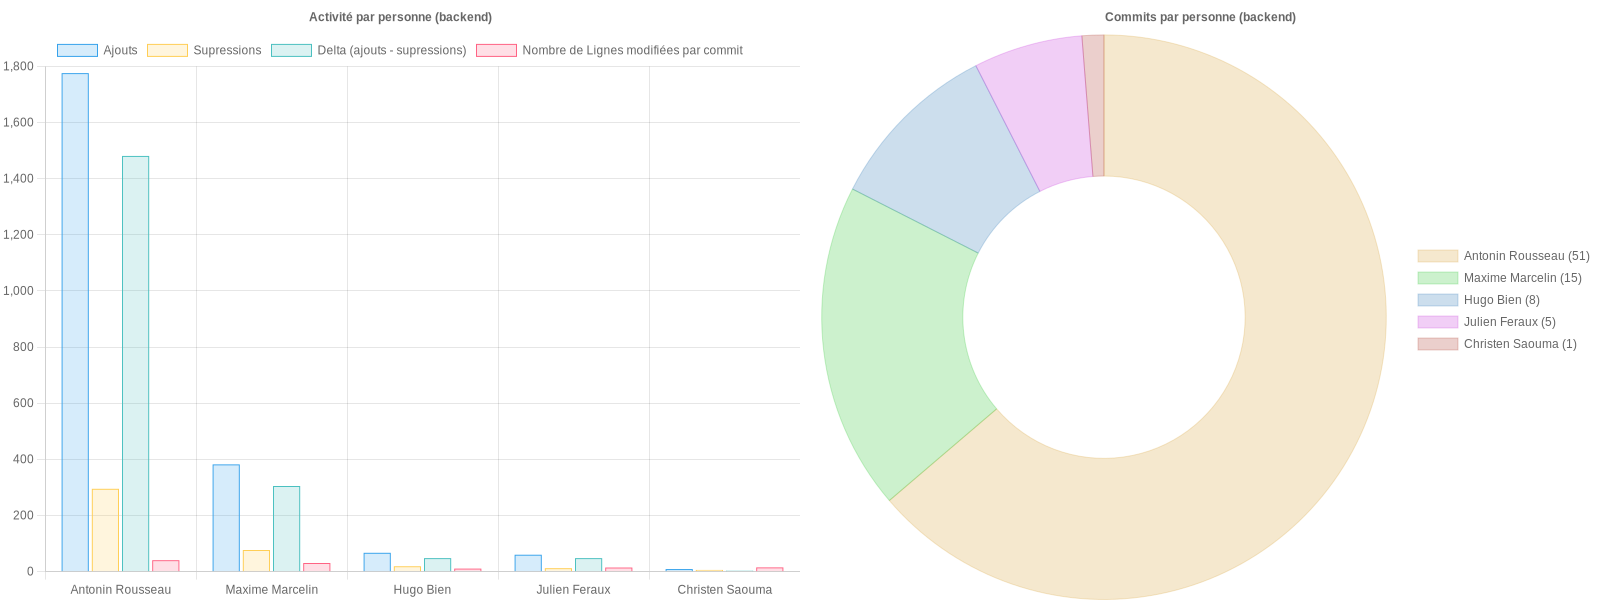 Activité par personne (backend)
Ajouts
Supressions
Delta (ajouts - supressions)
Nombre de Lignes modifiées par commit
1,800
1,600
1,400
1,200
1,000
800
600
400
200
0
Antonin Rousseau
Maxime Marcelin
Hugo Bien
Julien Feraux
Christen Saouma
Commits par personne (backend)
Antonin Rousseau (51)
Maxime Marcelin (15)
Hugo Bien (8)
Julien Feraux (5)
Christen Saouma (1)